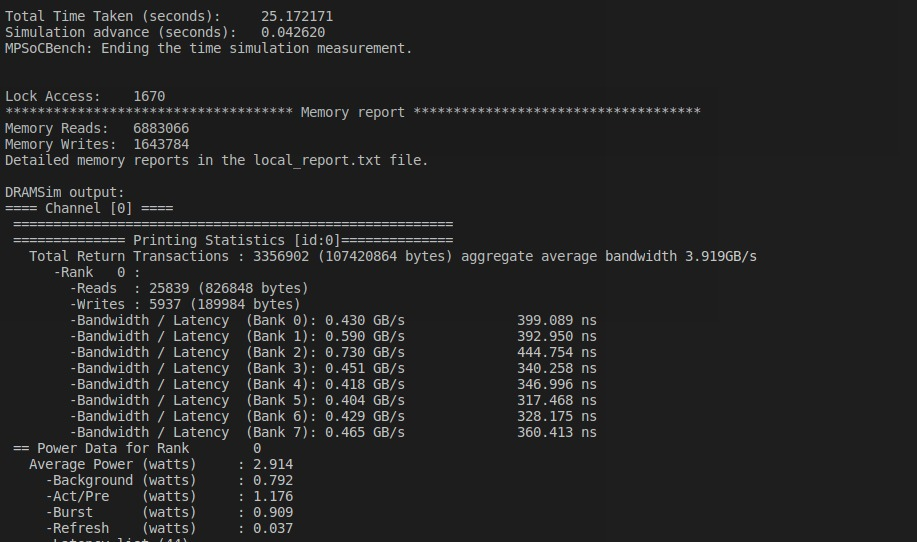 Total Time Taken (seconds):     25.172171
Simulation advance (seconds):   0.042620
MPSoCBench: Ending the time simulation measurement.
Lock Access:    1670
************************************ Memory report ************************************
Memory Reads:   6883066
Memory Writes:  1643784
Detailed memory reports in the local_report.txt file.
DRAMSim output:
==== Channel [0] ====
 =======================================================
 ============== Printing Statistics [id:0]==============
   Total Return Transactions : 3356902 (107420864 bytes) aggregate average bandwidth 3.919GB/s
      -Rank   0 :
        -Reads  : 25839 (826848 bytes)
        -Writes : 5937 (189984 bytes)
        -Bandwidth / Latency  (Bank 0): 0.430 GB/s              399.089 ns
        -Bandwidth / Latency  (Bank 1): 0.590 GB/s              392.950 ns
        -Bandwidth / Latency  (Bank 2): 0.730 GB/s              444.754 ns
        -Bandwidth / Latency  (Bank 3): 0.451 GB/s              340.258 ns
        -Bandwidth / Latency  (Bank 4): 0.418 GB/s              346.996 ns
        -Bandwidth / Latency  (Bank 5): 0.404 GB/s              317.468 ns
        -Bandwidth / Latency  (Bank 6): 0.429 GB/s              328.175 ns
        -Bandwidth / Latency  (Bank 7): 0.465 GB/s              360.413 ns
 == Power Data for Rank        0
   Average Power (watts)     : 2.914
     -Background (watts)     : 0.792
     -Act/Pre    (watts)     : 1.176
     -Burst      (watts)     : 0.909
     -Refresh    (watts)     : 0.037